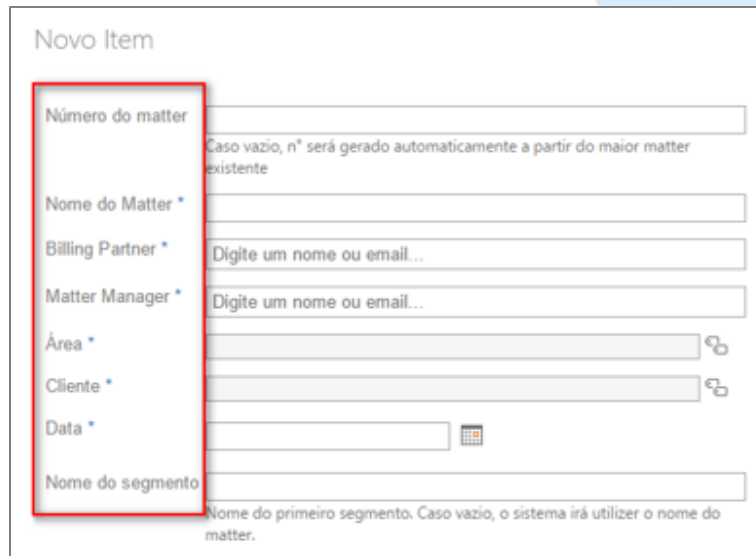 Novo Item
Número do matter
Caso vazio, n° será gerado automaticamente a partir do maior matter
existente
Nome do Matter *
Billing Partner *
Digite um nome ou email...
Matter Manager *
Digite um nome ou email...
Área *
Cliente *
Data *
Nome do segmento
Nome do primeiro segmento. Caso vazio, o sistema irá utilizer o nome do
matter.